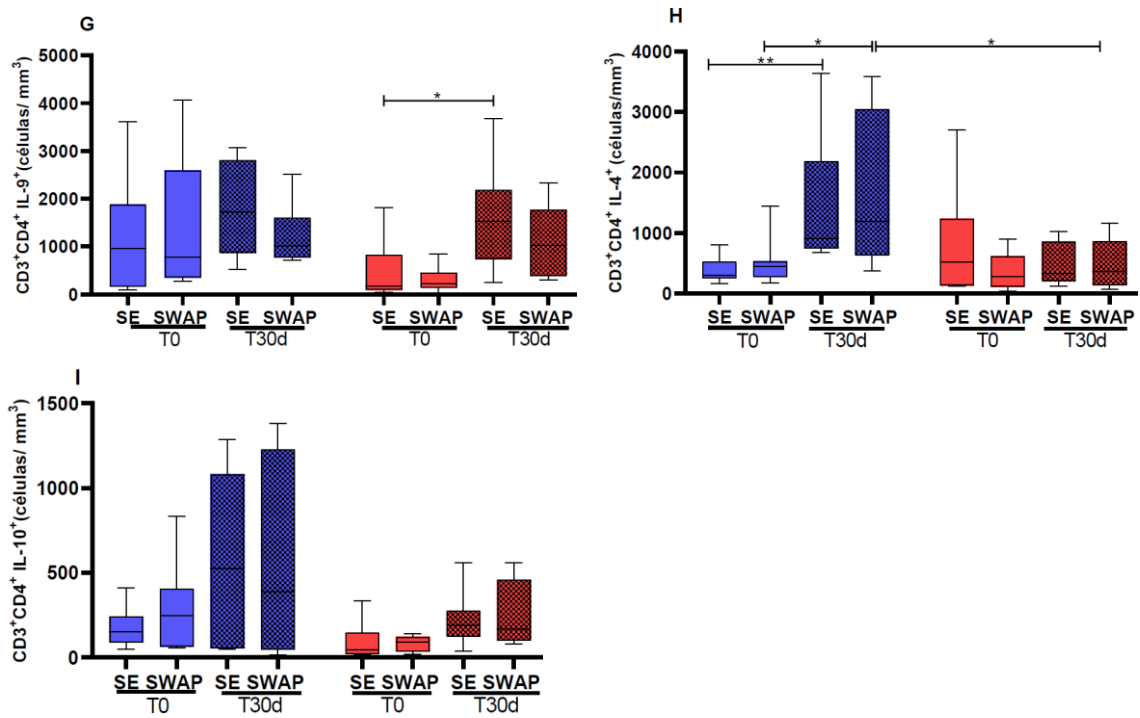 G
CD3⁺CD4⁺ IL-9⁺(células/ mm³)
5000
4000
3000
2000
1000
0
*
SE SWAP SE SWAP SE SWAP SE SWAP
T0 T30d T0 T30d
H
CD3⁺CD4⁺ IL-4⁺ (células/mm³)
4000
3000
2000
1000
0
* *
**
SE SWAP SE SWAP SE SWAP SE SWAP
T0 T30d T0 T30d
I
CD3⁺CD4⁺ IL-10⁺(células/ mm³)
1500
1000
500
0
SE SWAP SE SWAP SE SWAP SE SWAP
T0 T30d T0 T30d